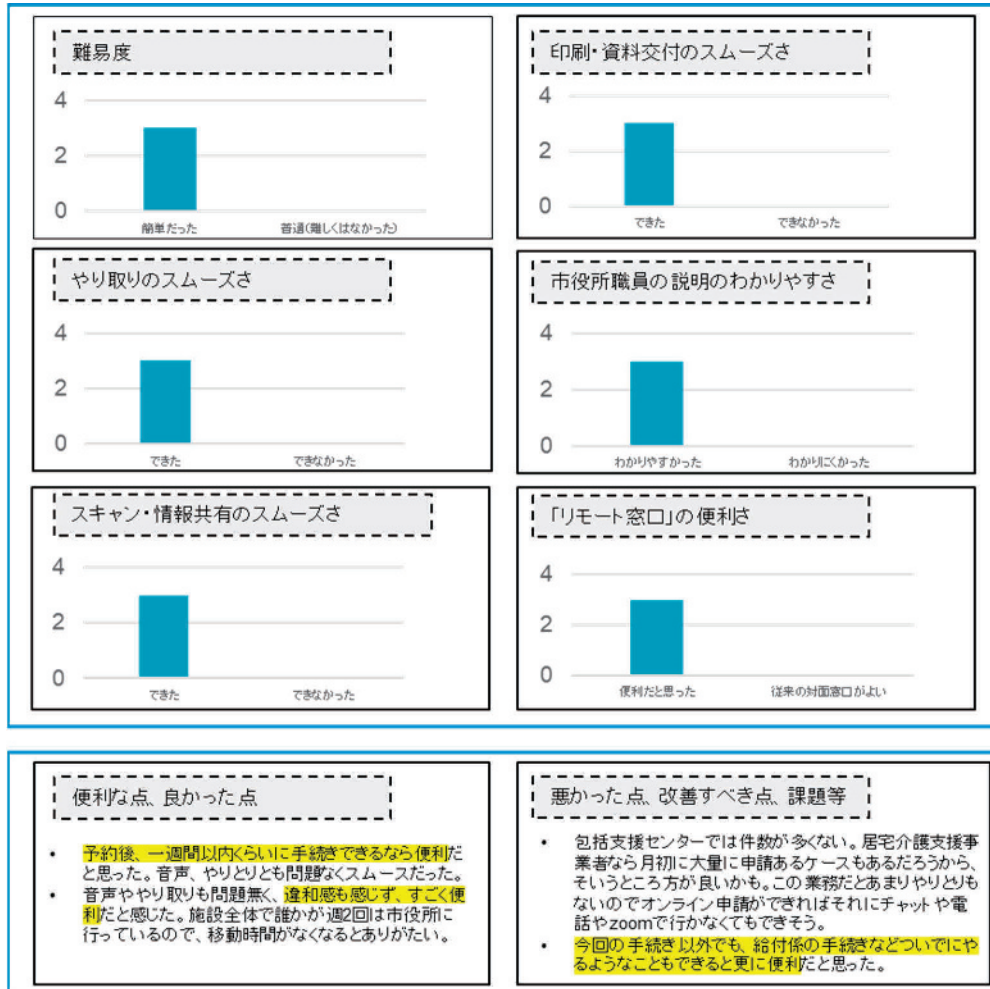 難易度
4
2
0
簡単だった
普通(難しくはなかった)
印刷・資料交付のスムーズさ
4
2
0
できた
できなかった
やり取りのスムーズさ
4
2
0
できた
できなかった
市役所職員の説明のわかりやすさ
4
2
0
わかりやすかった
わかりにくかった
スキャン・情報共有のスムーズさ
4
2
0
できた
できなかった
「リモート窓口」の便利さ
4
2
0
便利だと思った
従来の対面窓口がよい
便利な点、良かった点
・ 予約後、一週間以内くらいに手続きできるなら便利だ
と思った。音声、やりとりとも問題なくスムースだった。
・ 音声ややり取りも問題無く、違和感も感じず、すごく便
利だと感じた。施設全体で誰かが週2回は市役所に
行っているので、移動時間がなくなるとありがたい。
悪かった点、改善すべき点、課題等
・ 包括支援センターでは件数が多くない。居宅介護支援事
業者なら月初に大量に申請あるケースもあるだろうから、
そいうところ方が良いかも。この業務だとあまりやりとりも
ないのでオンライン申請ができればそれにチャットや電
話やzoomで行かなくてもできそう。
・ 今回の手続き以外でも、給付係の手続きなどついでにや
るようなこともできると更に便利だと思った。